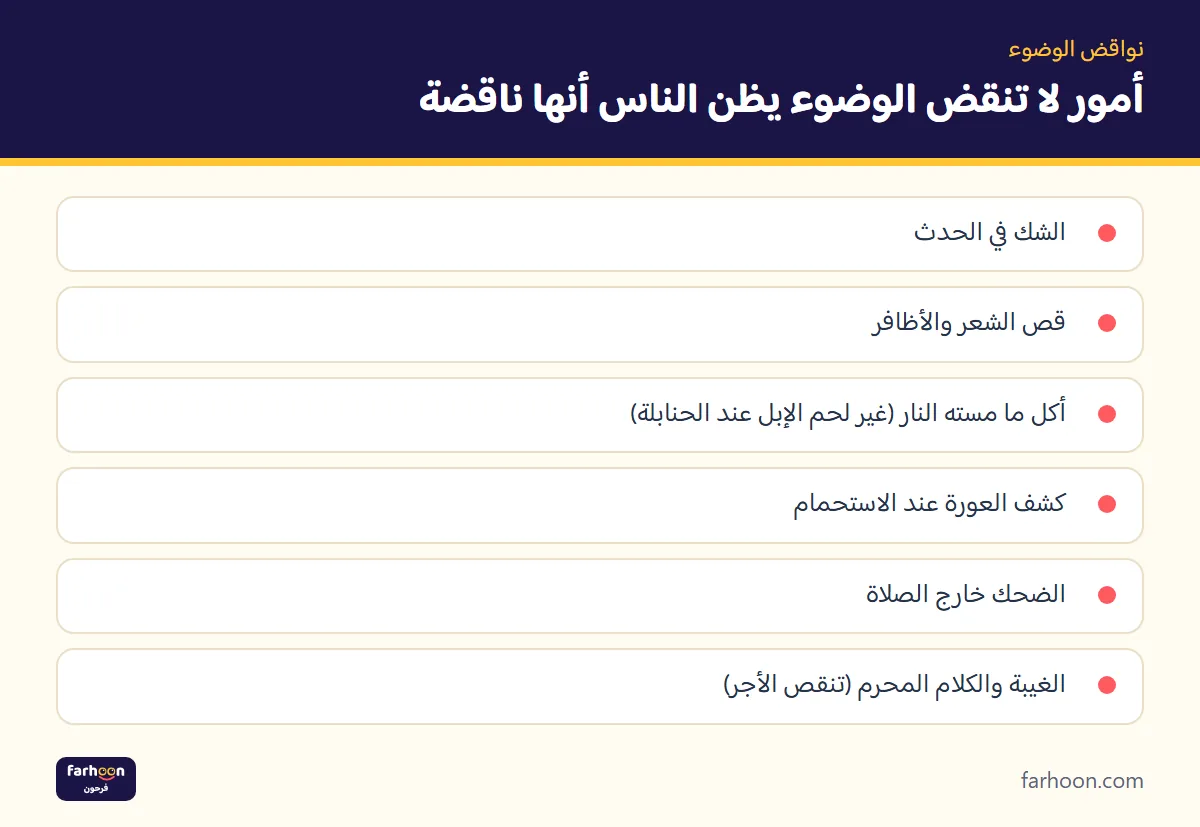 نواقض الوضوء
أمور لا تنقض الوضوء يظن الناس أنها ناقضة
الشك في الحدث
قص الشعر والأظافر
أكل ما مسته النار (غير لحم الإبل عند الحنابلة)
كشف العورة عند الاستحمام
الضحك خارج الصلاة
الغيبة والكلام المحرم (تنقص الأجر)
farhoon.com
farhoon
فرحون